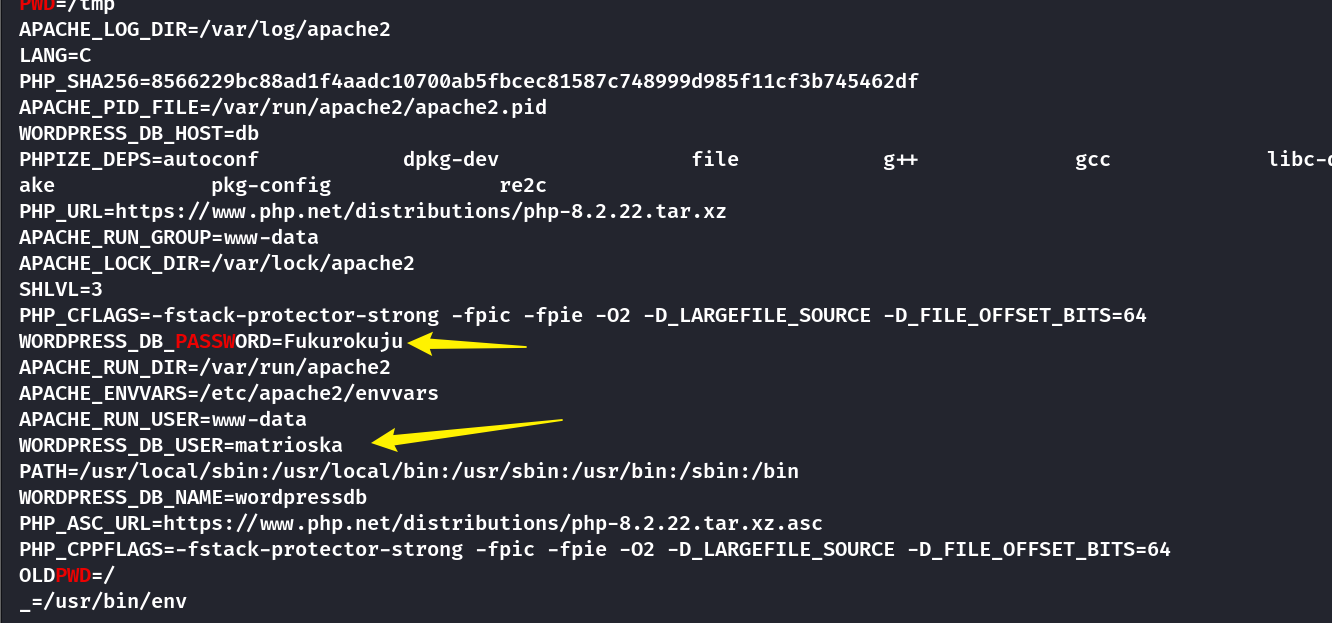 PWD=/tmp
APACHE_LOG_DIR=/var/log/apache2
LANG=C
PHP_SHA256=8566229bc88ad1f4aadc10700ab5fbcec81587c748999d985f11cf3b745462df
APACHE_PID_FILE=/var/run/apache2/apache2.pid
WORDPRESS_DB_HOST=db
PHPIZE_DEPS=autoconf dpkg-dev file g++ gcc libc-
ake pkg-config re2c
PHP_URL=https://www.php.net/distributions/php-8.2.22.tar.xz
APACHE_RUN_GROUP=www-data
APACHE_LOCK_DIR=/var/lock/apache2
SHLVL=3
PHP_CFLAGS=-fstack-protector-strong -fpic -fpie -O2 -D_LARGEFILE_SOURCE -D_FILE_OFFSET_BITS=64
WORDPRESS_DB_PASSWORD=Fukurokuju
APACHE_RUN_DIR=/var/run/apache2
APACHE_ENVVARS=/etc/apache2/envvars
APACHE_RUN_USER=www-data
WORDPRESS_DB_USER=matrioska
PATH=/usr/local/sbin:/usr/local/bin:/usr/sbin:/usr/bin:/sbin:/bin
WORDPRESS_DB_NAME=wordpressdb
PHP_ASC_URL=https://www.php.net/distributions/php-8.2.22.tar.xz.asc
PHP_CPPFLAGS=-fstack-protector-strong -fpic -fpie -O2 -D_LARGEFILE_SOURCE -D_FILE_OFFSET_BITS=64
OLDPWD=/
_=/usr/bin/env